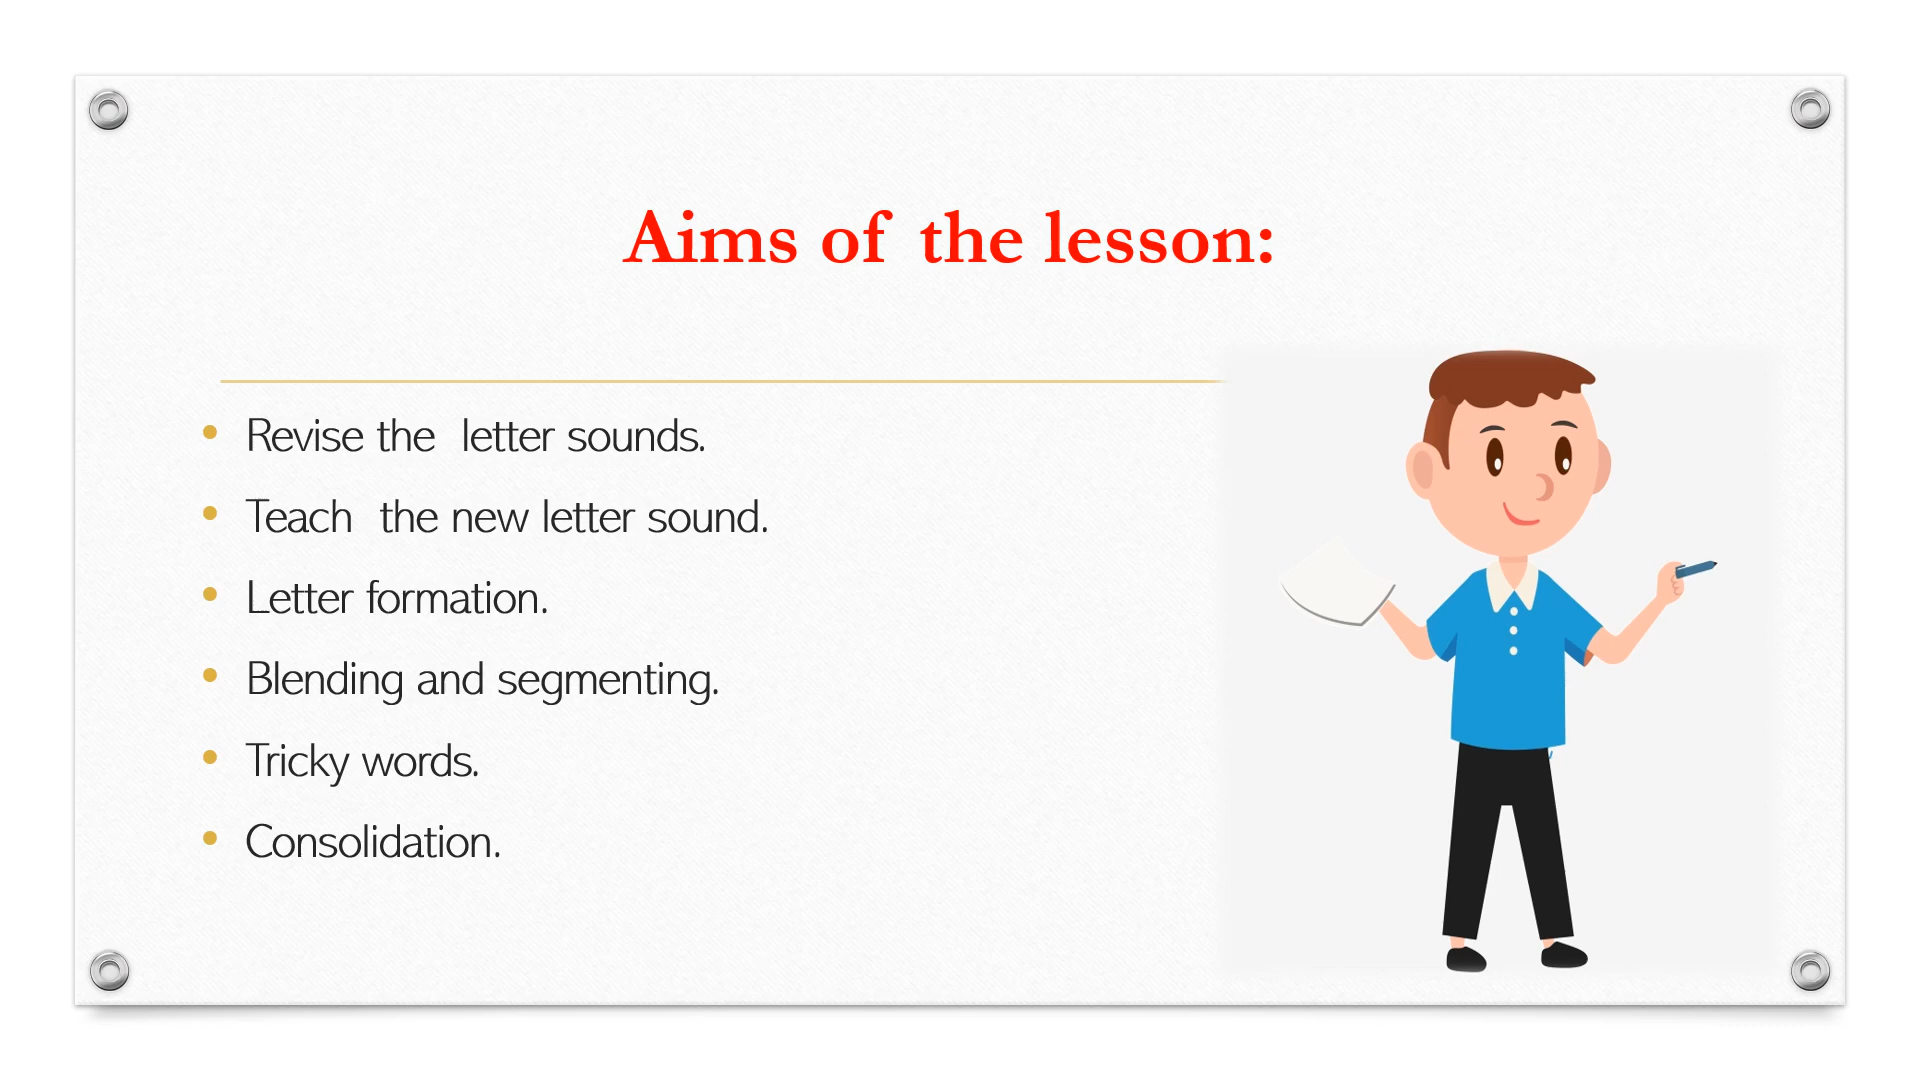 Aims of the lesson:
• Revise the letter sounds.
• Teach the new letter sound.
• Letter formation.
• Blending and segmenting.
• Tricky words.
• Consolidation.